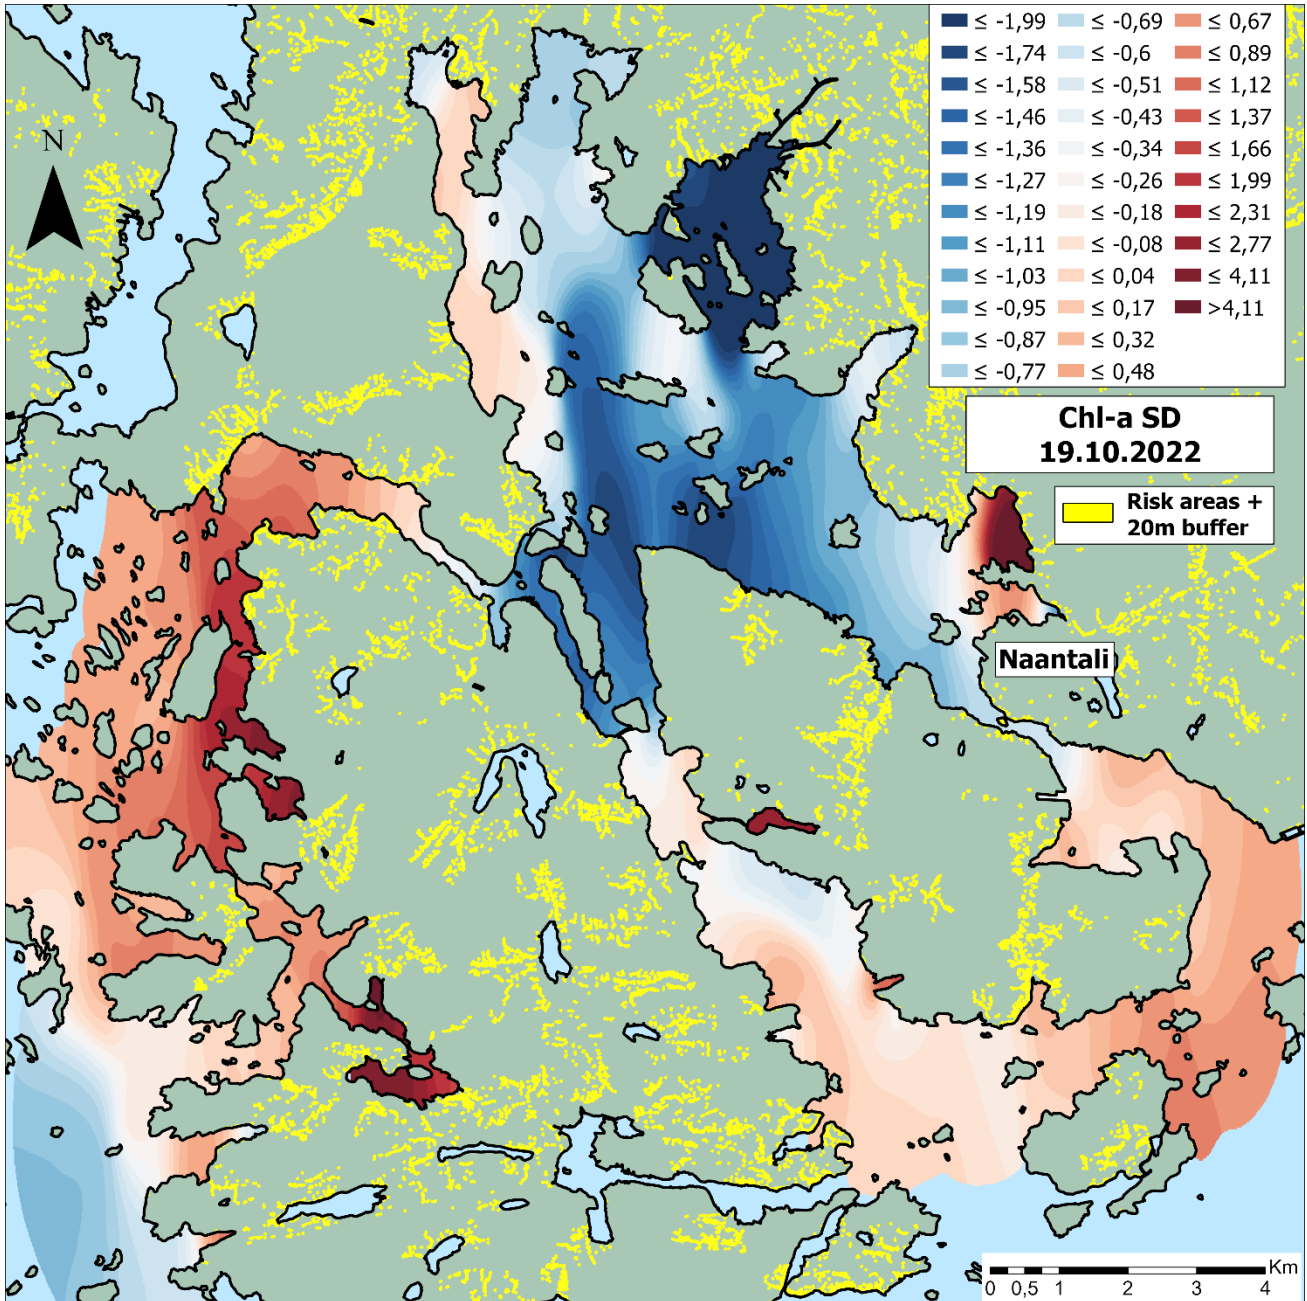 N
≤ -1,99 ≤ -0,69 ≤ 0,67
≤ -1,74 ≤ -0,6 ≤ 0,89
≤ -1,58 ≤ -0,51 ≤ 1,12
≤ -1,46 ≤ -0,43 ≤ 1,37
≤ -1,36 ≤ -0,34 ≤ 1,66
≤ -1,27 ≤ -0,26 ≤ 1,99
≤ -1,19 ≤ -0,18 ≤ 2,31
≤ -1,11 ≤ -0,08 ≤ 2,77
≤ -1,03 ≤ 0,04 ≤ 4,11
≤ -0,95 ≤ 0,17 >4,11
≤ -0,87 ≤ 0,32
≤ -0,77 ≤ 0,48
Chl-a SD
19.10.2022
Risk areas +
20m buffer
Naantali
Km
0 0,5 1 2 3 4